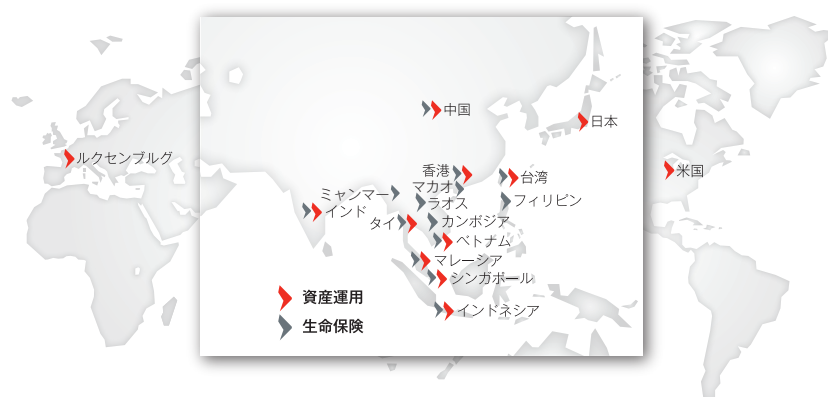 中国
日本
ルクセンブルグ
香港
台湾
米国
マカオ
ミャンマー
ラオス
フィリピン
インド
タイ
カンボジア
ベトナム
マレーシア
シンガポール
資産運用
インドネシア
生命保険